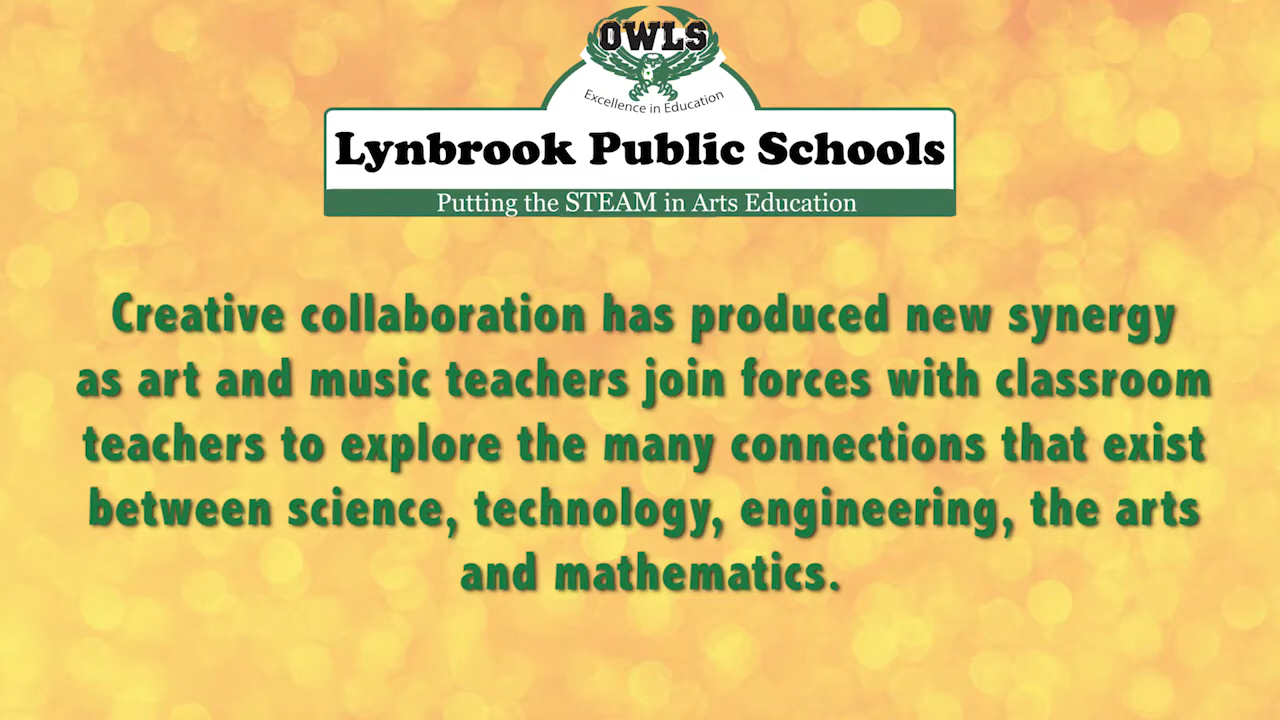 OWLS
Excellence in Education
Lynbrook Public Schools
Putting the STEAM in Arts Education
Creative collaboration has produced new synergy
as art and music teachers join forces with classroom
teachers to explore the many connections that exist
between science, technology, engineering, the arts
and mathematics.